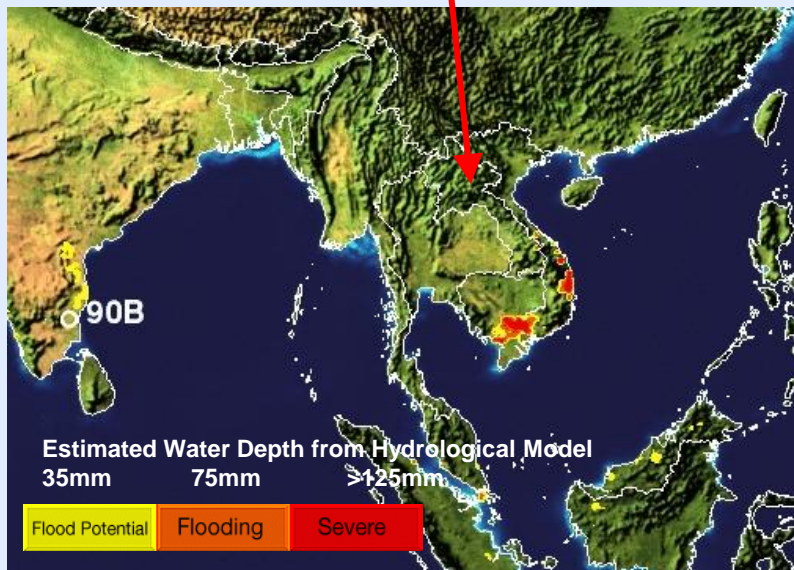 90B
Estimated Water Depth from Hydrological Model
35mm 75mm >125mm
Flood Potential Flooding Severe